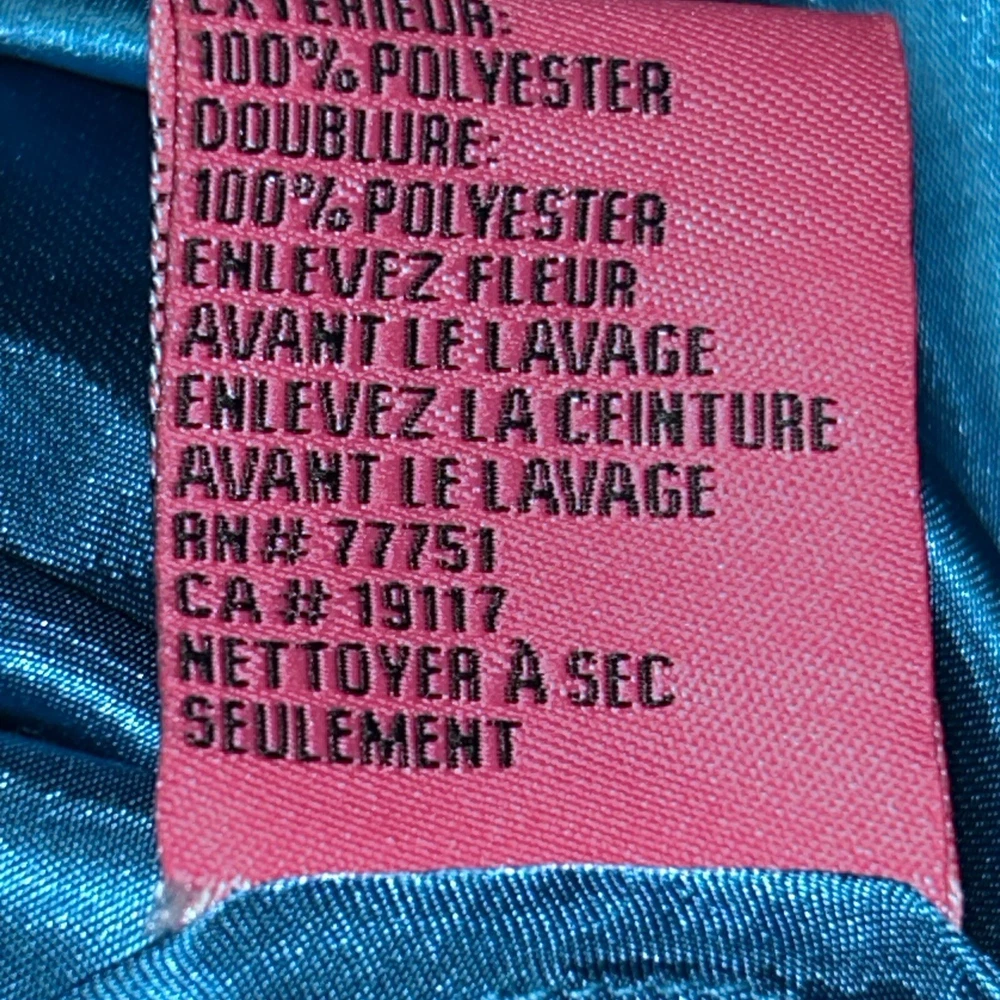 EXTÉRIEUR:
100% POLYESTER
DOUBLURE:
100% POLYESTER
ENLEVEZ FLEUR
AVANT LE LAVAGE
ENLEVEZ LA CEINTURE
AVANT LE LAVAGE
RN# 77751
CA # 19117
NETTOYER À SEC
SEULEMENT